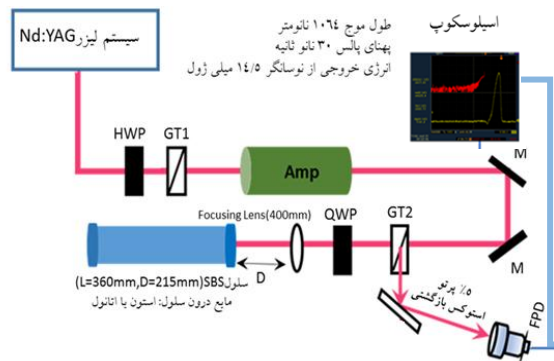 سیستم لیزر Nd:YAG
طول موج ۱۰۶۴ نانومتر
پهنای پالس ۳۰ نانو ثانیه
انرژی خروجی از نوسانگر ۱۴/۵ میلی ژول
اسیلوسکوپ
HWP
GT1
Amp
M
Focusing Lens(400mm)
QWP
GT2
M
D
سلول SBS(L=360mm,D=215mm)
مایع درون سلول: استون یا اتانول
۵٪ پرتو
استوکس بازگشتی
FPD